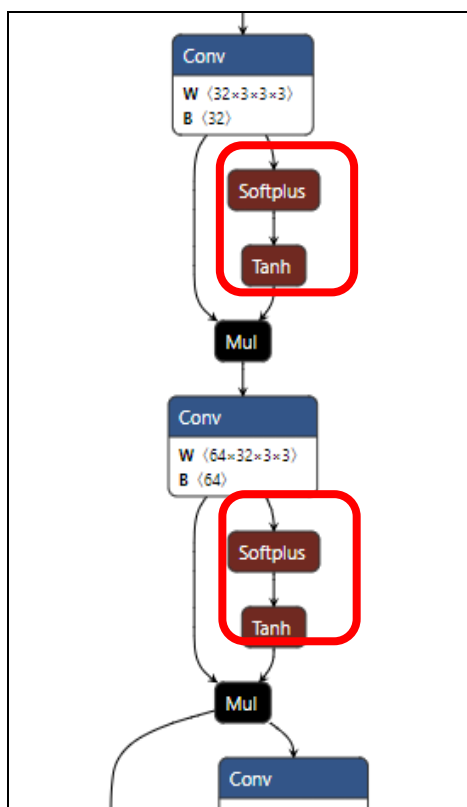 Conv
W ⟨32×3×3×3⟩
B ⟨32⟩
Softplus
Tanh
Mul
Conv
W ⟨64×32×3×3⟩
B ⟨64⟩
Softplus
Tanh
Mul
Conv